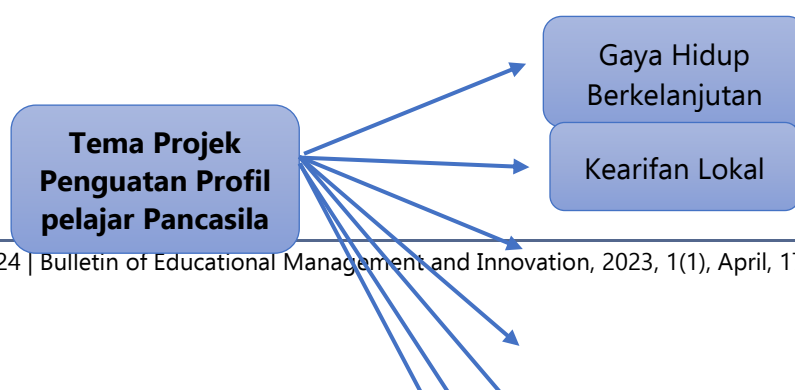 Gaya Hidup
Berkelanjutan
Tema Projek
Penguatan Profil
pelajar Pancasila
Kearifan Lokal
24 | Bulletin of Educational Management and Innovation, 2023, 1(1), April,